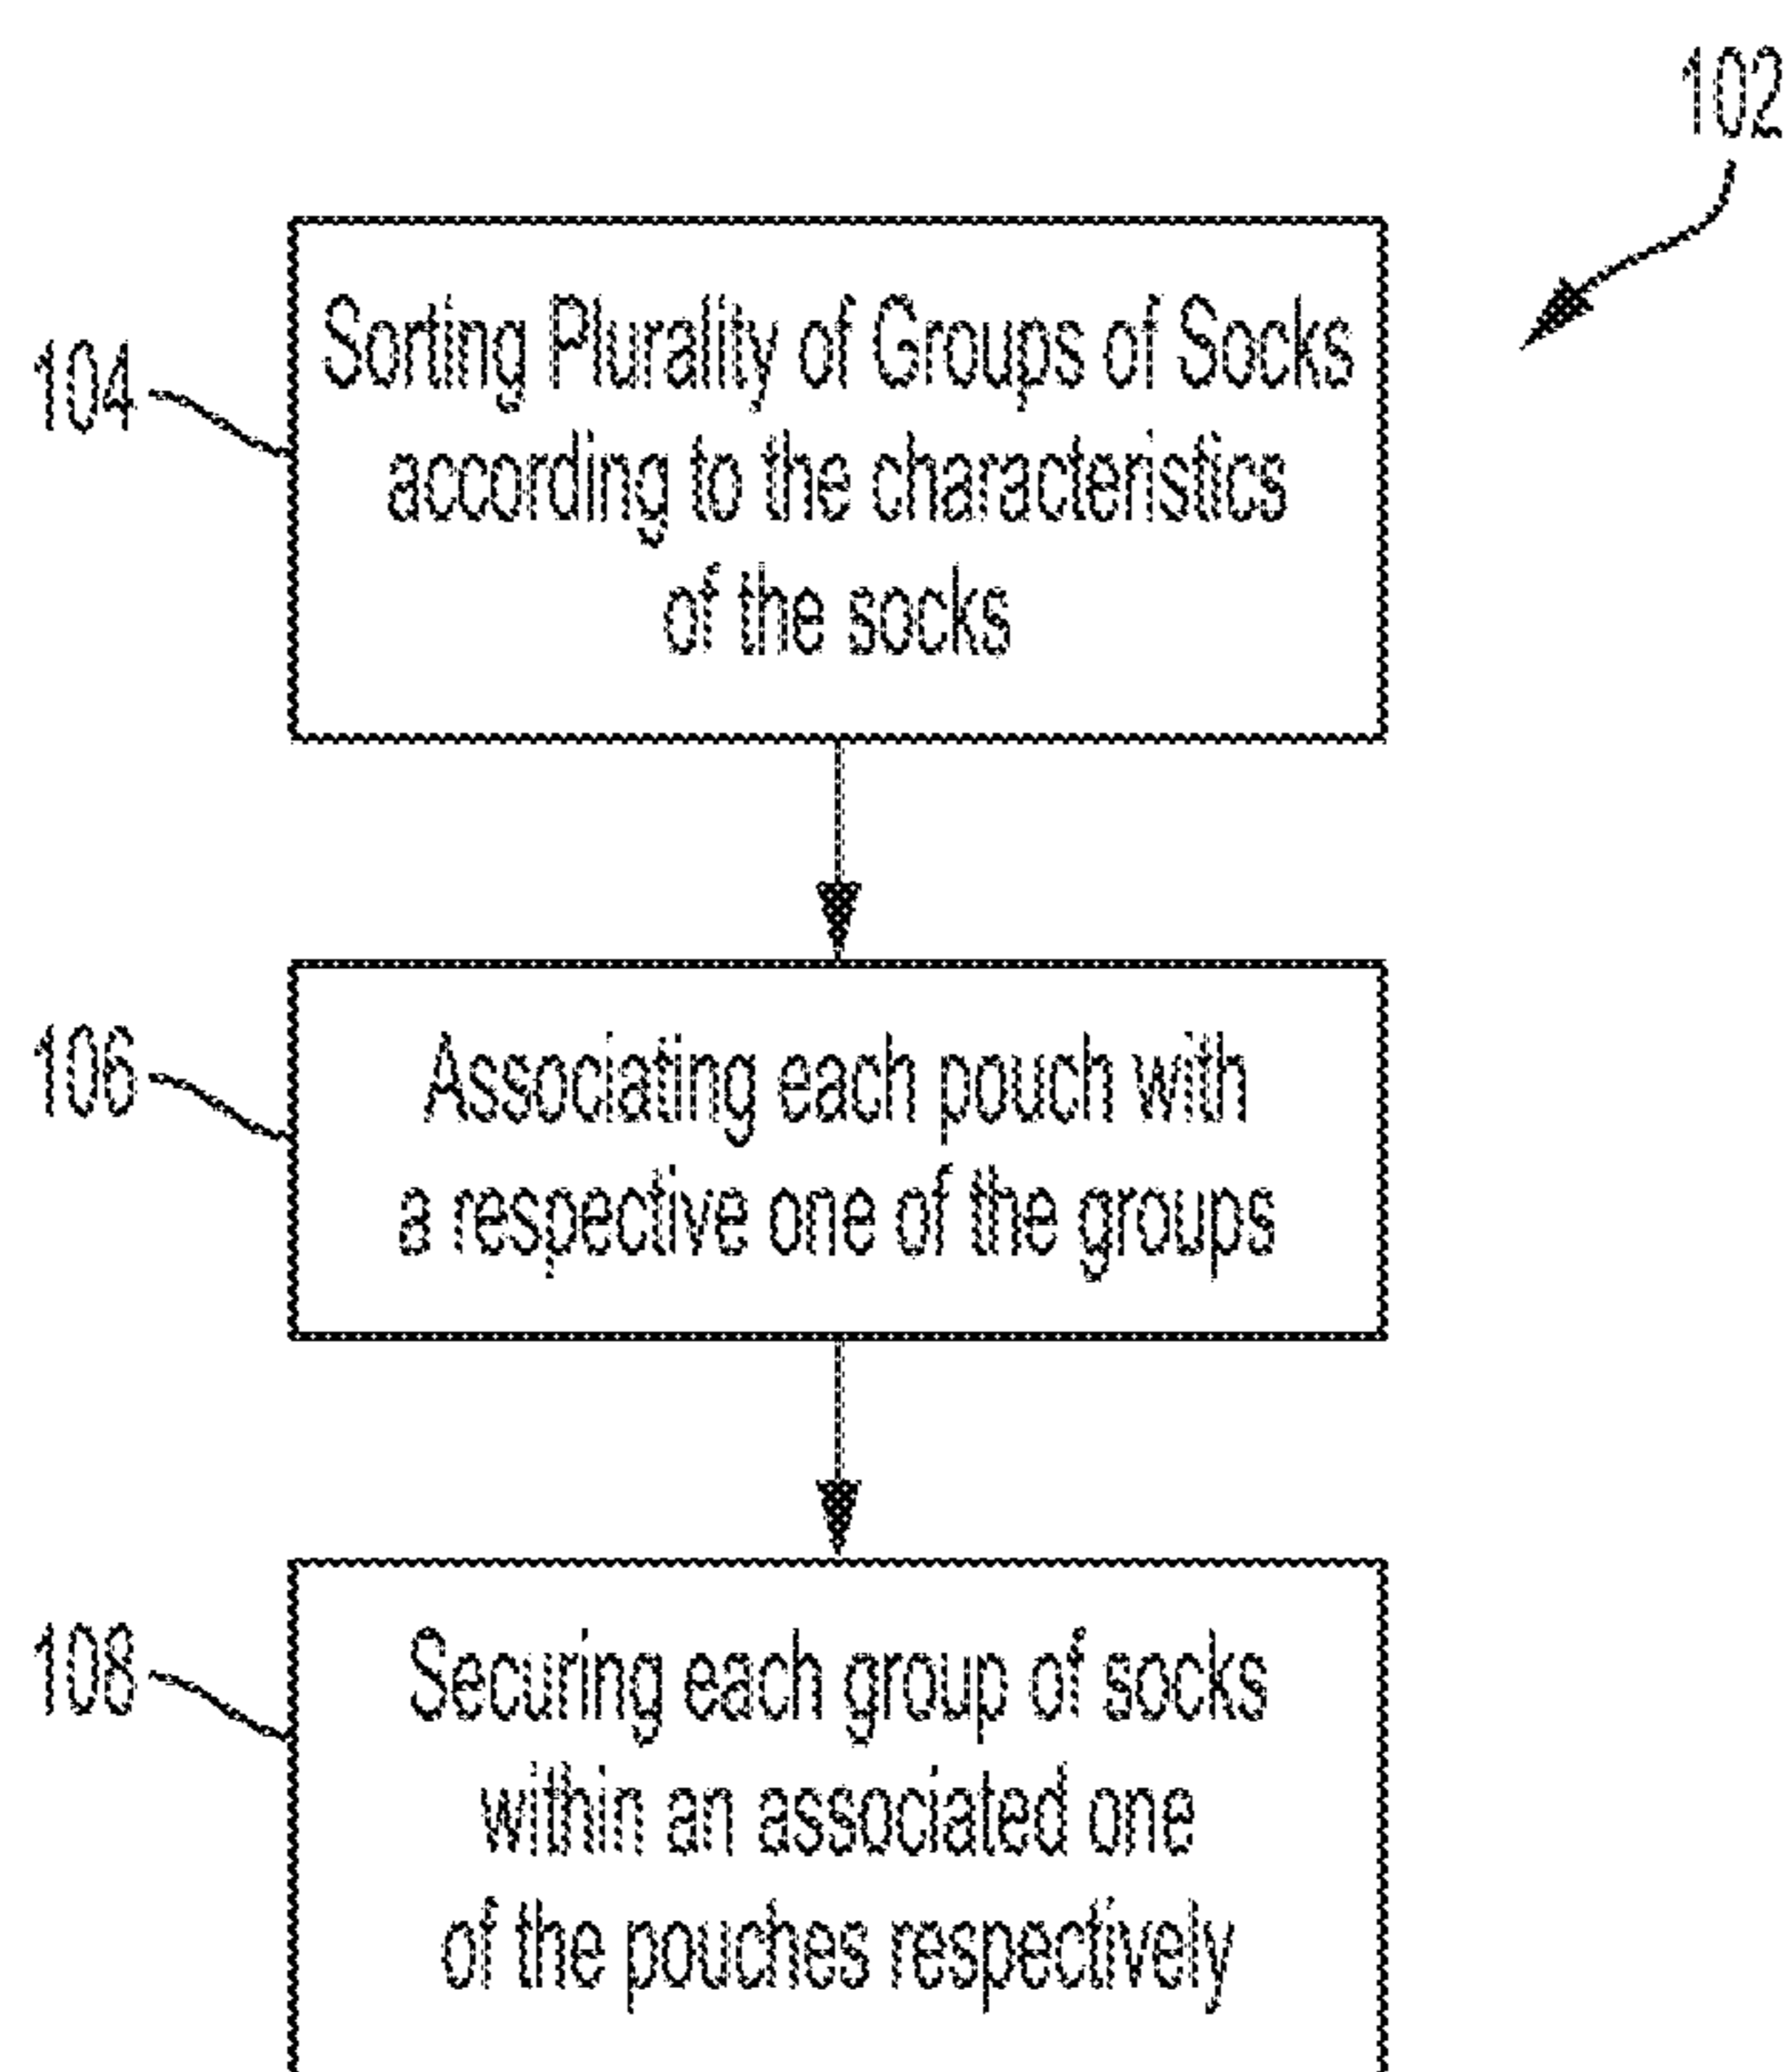 102
104
Sorting Plurality of Groups of Socks
according to the characteristics
of the socks
106
Associating each pouch with
a respective one of the groups
108
Securing each group of socks
within an associated one
of the pouches respectively